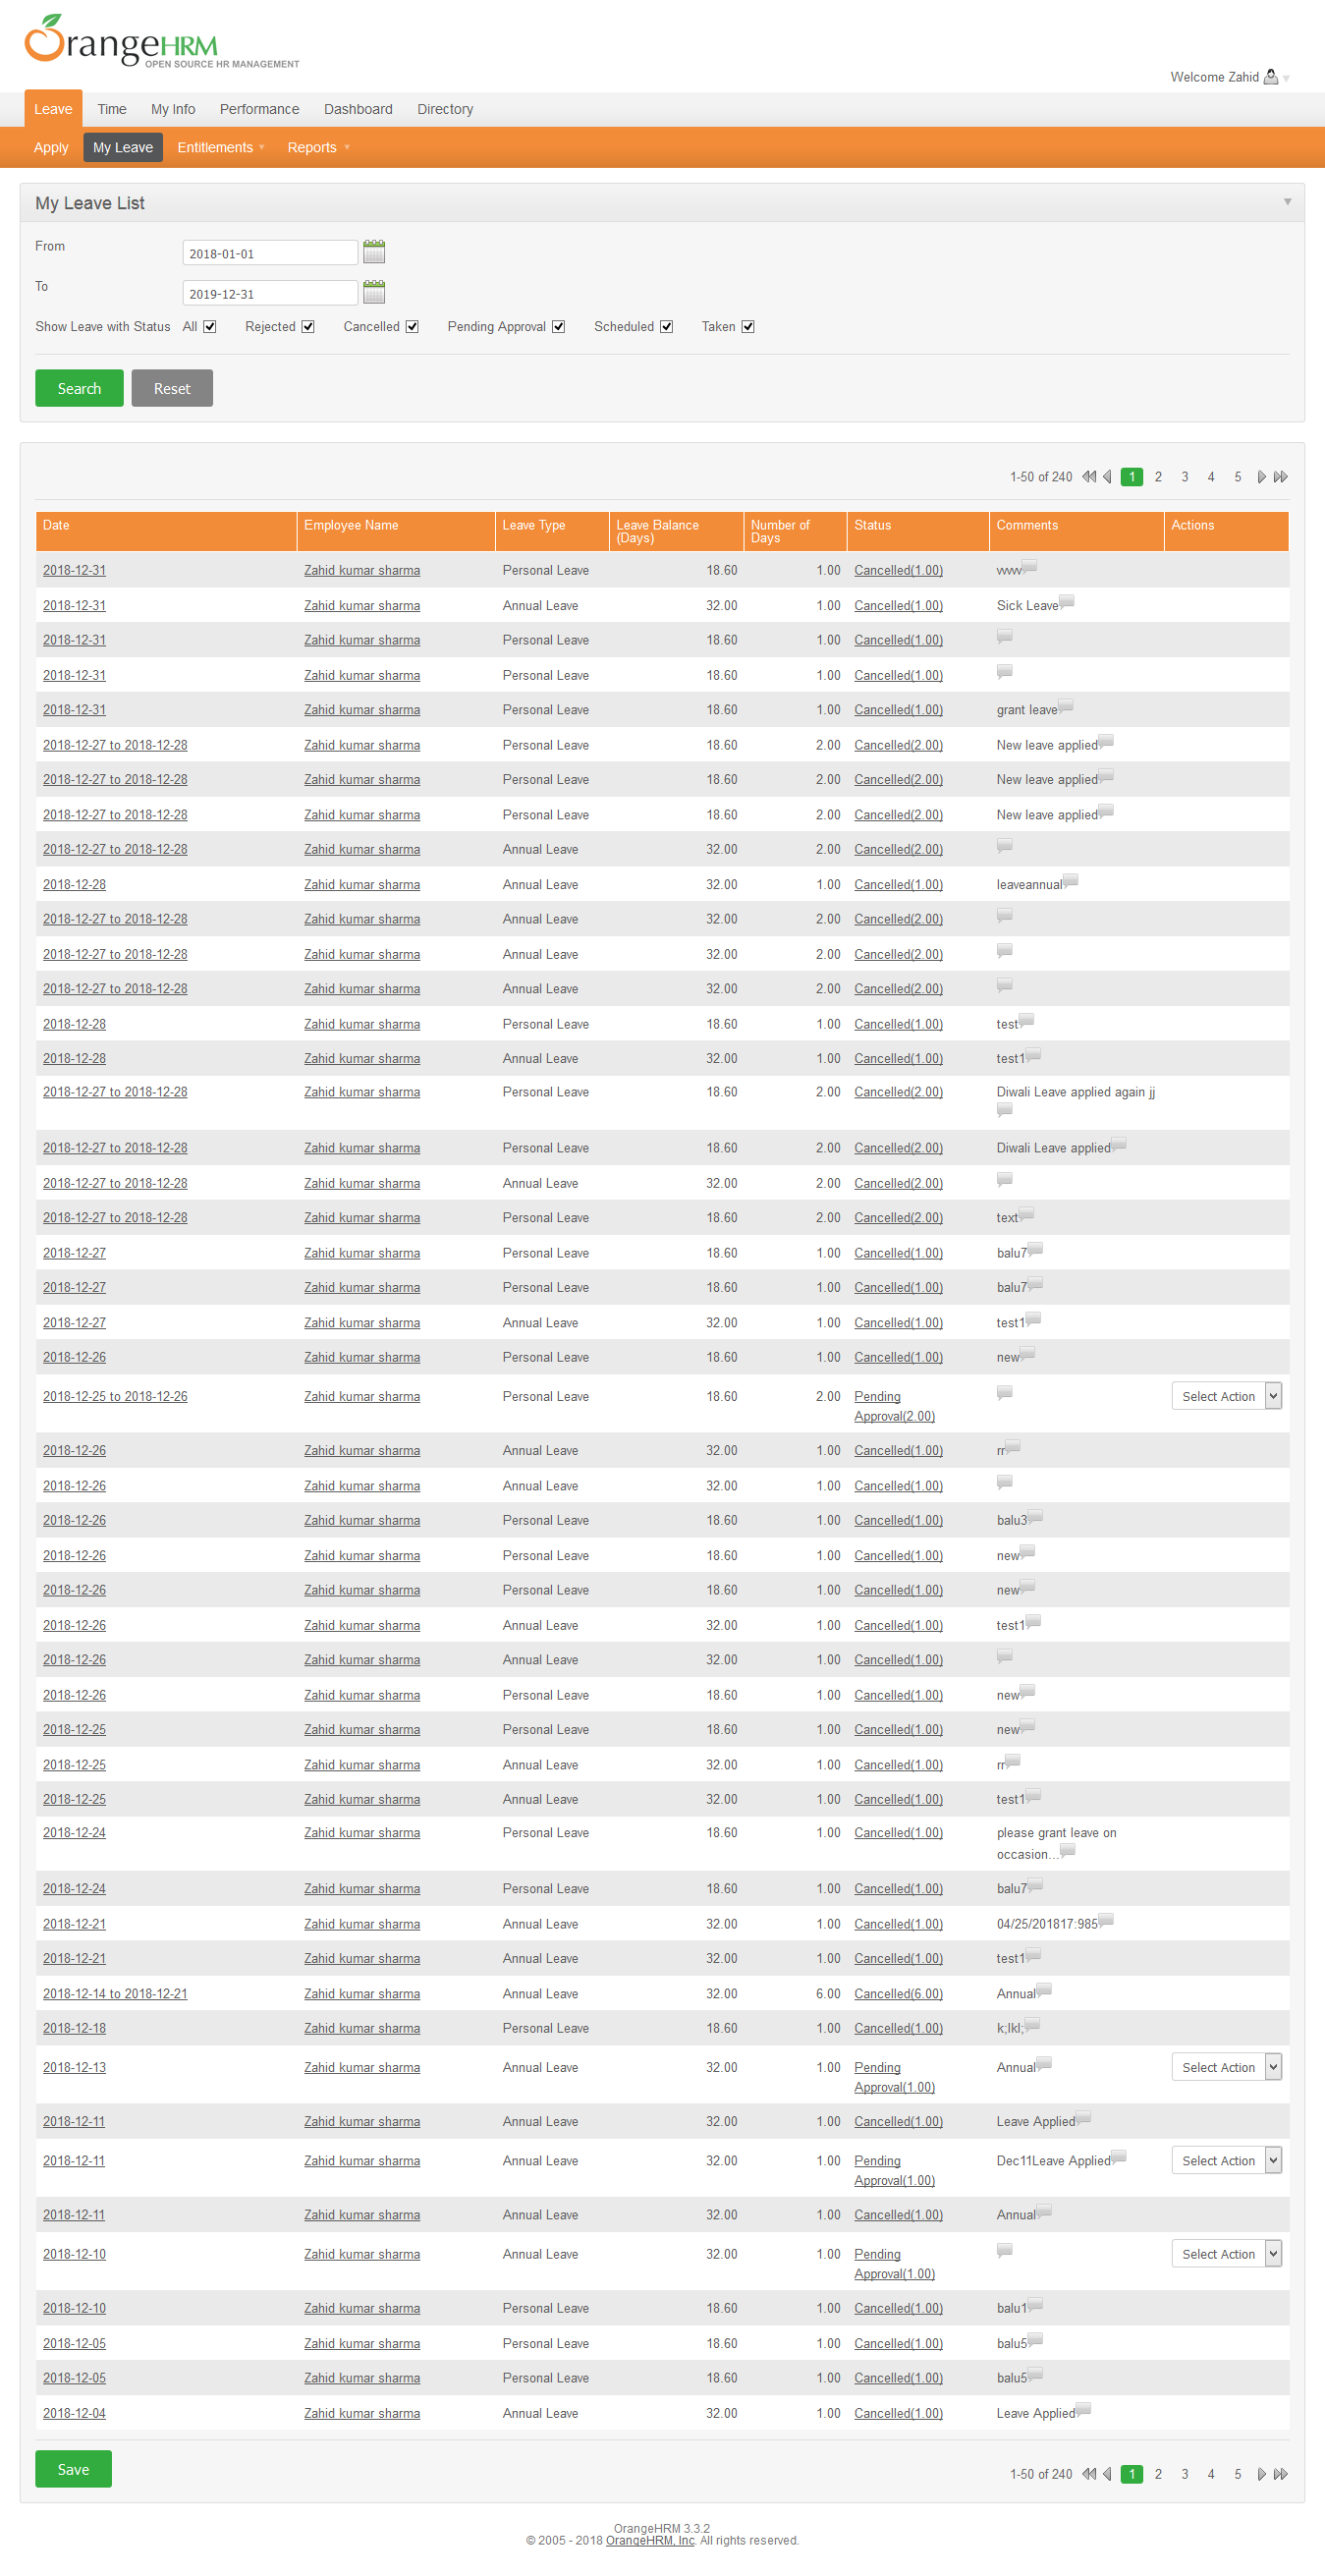 OrangeHRM
OPEN SOURCE HR MANAGEMENT
Welcome Zahid
Leave Time My Info Performance Dashboard Directory
Apply My Leave Entitlements Reports
My Leave List
From 2018-01-01
To 2019-12-31
Show Leave with Status All Rejected Cancelled Pending Approval Scheduled Taken
Search Reset
1-50 of 240 1 2 3 4 5
Date Employee Name Leave Type Leave Balance (Days) Number of Days Status Comments Actions
2018-12-31 Zahid kumar sharma Personal Leave 18.60 1.00 Cancelled(1.00)
2018-12-31 Zahid kumar sharma Annual Leave 32.00 1.00 Cancelled(1.00) Sick Leave
2018-12-31 Zahid kumar sharma Personal Leave 18.60 1.00 Cancelled(1.00)
2018-12-31 Zahid kumar sharma Personal Leave 18.60 1.00 Cancelled(1.00)
2018-12-31 Zahid kumar sharma Personal Leave 18.60 1.00 Cancelled(1.00) grant leave
2018-12-27 to 2018-12-28 Zahid kumar sharma Personal Leave 18.60 2.00 Cancelled(2.00) New leave applied
2018-12-27 to 2018-12-28 Zahid kumar sharma Personal Leave 18.60 2.00 Cancelled(2.00) New leave applied
2018-12-27 to 2018-12-28 Zahid kumar sharma Personal Leave 18.60 2.00 Cancelled(2.00) New leave applied
2018-12-27 to 2018-12-28 Zahid kumar sharma Annual Leave 32.00 2.00 Cancelled(2.00)
2018-12-28 Zahid kumar sharma Annual Leave 32.00 1.00 Cancelled(1.00) leaveannual
2018-12-27 to 2018-12-28 Zahid kumar sharma Annual Leave 32.00 2.00 Cancelled(2.00)
2018-12-27 to 2018-12-28 Zahid kumar sharma Annual Leave 32.00 2.00 Cancelled(2.00)
2018-12-27 to 2018-12-28 Zahid kumar sharma Annual Leave 32.00 2.00 Cancelled(2.00)
2018-12-28 Zahid kumar sharma Personal Leave 18.60 1.00 Cancelled(1.00) test
2018-12-28 Zahid kumar sharma Annual Leave 32.00 1.00 Cancelled(1.00) test1
2018-12-27 to 2018-12-28 Zahid kumar sharma Personal Leave 18.60 2.00 Cancelled(2.00) Diwali Leave applied again jj
2018-12-27 to 2018-12-28 Zahid kumar sharma Personal Leave 18.60 2.00 Cancelled(2.00) Diwali Leave applied
2018-12-27 to 2018-12-28 Zahid kumar sharma Annual Leave 32.00 2.00 Cancelled(2.00)
2018-12-27 to 2018-12-28 Zahid kumar sharma Personal Leave 18.60 2.00 Cancelled(2.00) text
2018-12-27 Zahid kumar sharma Personal Leave 18.60 1.00 Cancelled(1.00) balu7
2018-12-27 Zahid kumar sharma Personal Leave 18.60 1.00 Cancelled(1.00) balu7
2018-12-27 Zahid kumar sharma Annual Leave 32.00 1.00 Cancelled(1.00) test1
2018-12-26 Zahid kumar sharma Personal Leave 18.60 1.00 Cancelled(1.00) new
2018-12-25 to 2018-12-26 Zahid kumar sharma Personal Leave 18.60 2.00 Pending Approval(2.00) Select Action
2018-12-26 Zahid kumar sharma Annual Leave 32.00 1.00 Cancelled(1.00) rr
2018-12-26 Zahid kumar sharma Annual Leave 32.00 1.00 Cancelled(1.00)
2018-12-26 Zahid kumar sharma Personal Leave 18.60 1.00 Cancelled(1.00) balu3
2018-12-26 Zahid kumar sharma Personal Leave 18.60 1.00 Cancelled(1.00) new
2018-12-26 Zahid kumar sharma Personal Leave 18.60 1.00 Cancelled(1.00) new
2018-12-26 Zahid kumar sharma Annual Leave 32.00 1.00 Cancelled(1.00) test1
2018-12-26 Zahid kumar sharma Annual Leave 32.00 1.00 Cancelled(1.00)
2018-12-26 Zahid kumar sharma Personal Leave 18.60 1.00 Cancelled(1.00) new
2018-12-25 Zahid kumar sharma Personal Leave 18.60 1.00 Cancelled(1.00) new
2018-12-25 Zahid kumar sharma Annual Leave 32.00 1.00 Cancelled(1.00) rr
2018-12-25 Zahid kumar sharma Annual Leave 32.00 1.00 Cancelled(1.00) test1
2018-12-24 Zahid kumar sharma Personal Leave 18.60 1.00 Cancelled(1.00) please grant leave on occasion...
2018-12-24 Zahid kumar sharma Personal Leave 18.60 1.00 Cancelled(1.00) balu7
2018-12-21 Zahid kumar sharma Annual Leave 32.00 1.00 Cancelled(1.00) 04/25/201817:985
2018-12-21 Zahid kumar sharma Annual Leave 32.00 1.00 Cancelled(1.00) test1
2018-12-14 to 2018-12-21 Zahid kumar sharma Annual Leave 32.00 6.00 Cancelled(6.00) Annual
2018-12-18 Zahid kumar sharma Personal Leave 18.60 1.00 Cancelled(1.00) k;lkl;
2018-12-13 Zahid kumar sharma Annual Leave 32.00 1.00 Pending Approval(1.00) Annual Select Action
2018-12-11 Zahid kumar sharma Annual Leave 32.00 1.00 Cancelled(1.00) Leave Applied
2018-12-11 Zahid kumar sharma Annual Leave 32.00 1.00 Pending Approval(1.00) Dec11Leave Applied Select Action
2018-12-11 Zahid kumar sharma Annual Leave 32.00 1.00 Cancelled(1.00) Annual
2018-12-10 Zahid kumar sharma Annual Leave 32.00 1.00 Pending Approval(1.00) Select Action
2018-12-10 Zahid kumar sharma Personal Leave 18.60 1.00 Cancelled(1.00) balu1
2018-12-05 Zahid kumar sharma Personal Leave 18.60 1.00 Cancelled(1.00) balu5
2018-12-05 Zahid kumar sharma Personal Leave 18.60 1.00 Cancelled(1.00) balu5
2018-12-04 Zahid kumar sharma Annual Leave 32.00 1.00 Cancelled(1.00) Leave Applied
Save 1-50 of 240 1 2 3 4 5
OrangeHRM 3.3.2
© 2005 - 2018 OrangeHRM, Inc. All rights reserved.